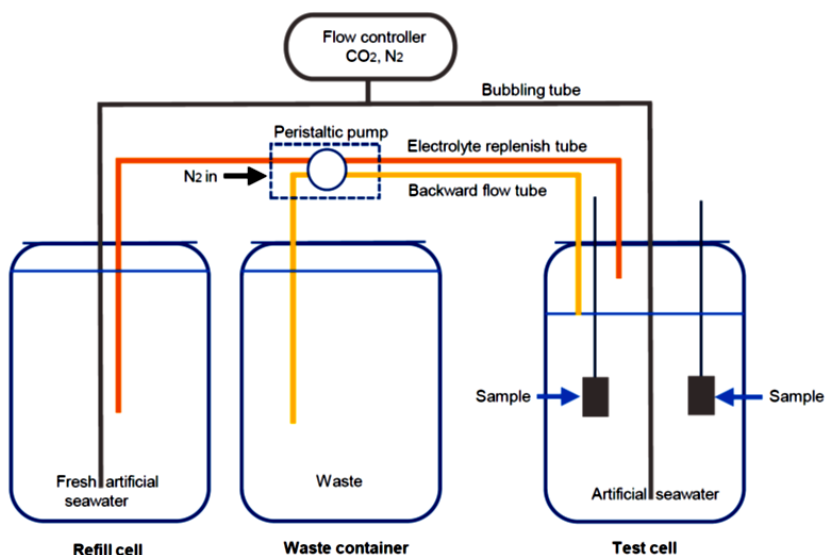 Flow controller
CO₂, N₂
Bubbling tube
Peristaltic pump
Electrolyte replenish tube
N₂ in
Backward flow tube
Sample
Sample
Fresh artificial
seawater
Waste
Artificial seawater
Refill cell
Waste container
Test cell